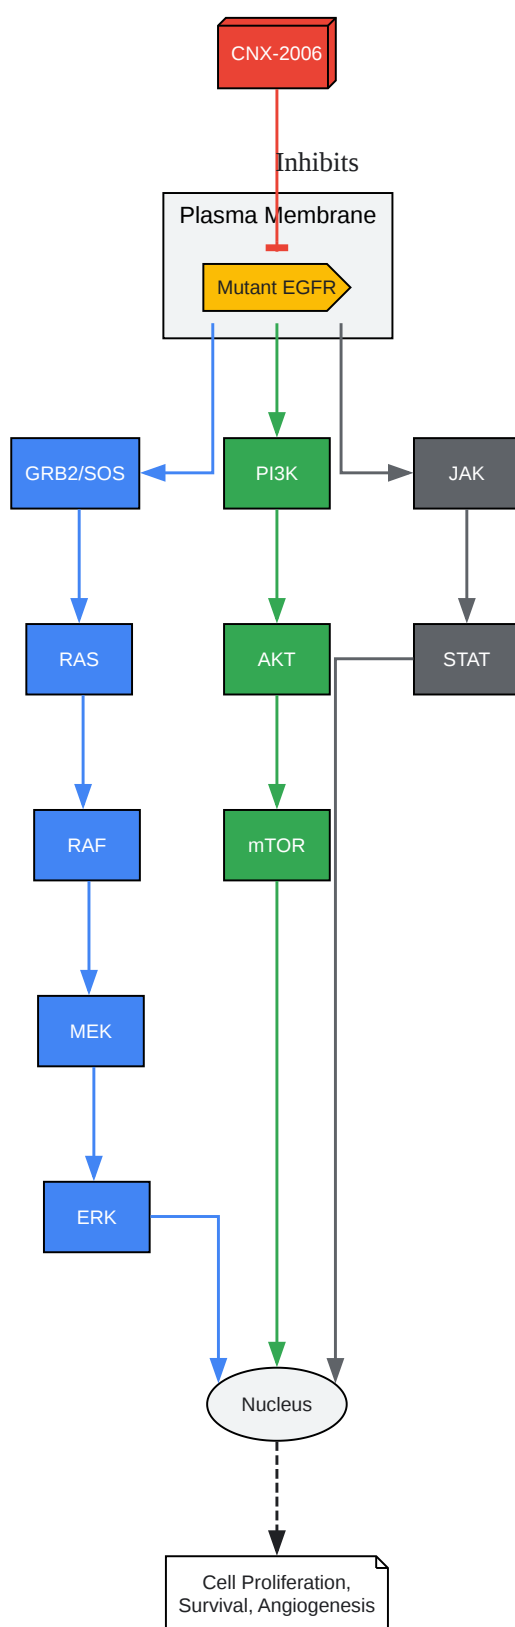 CNX-2006
Inhibits
Plasma Membrane
Mutant EGFR
GRB2/SOS
PI3K
JAK
RAS
AKT
STAT
RAF
mTOR
MEK
ERK
Nucleus
Cell Proliferation,
Survival, Angiogenesis